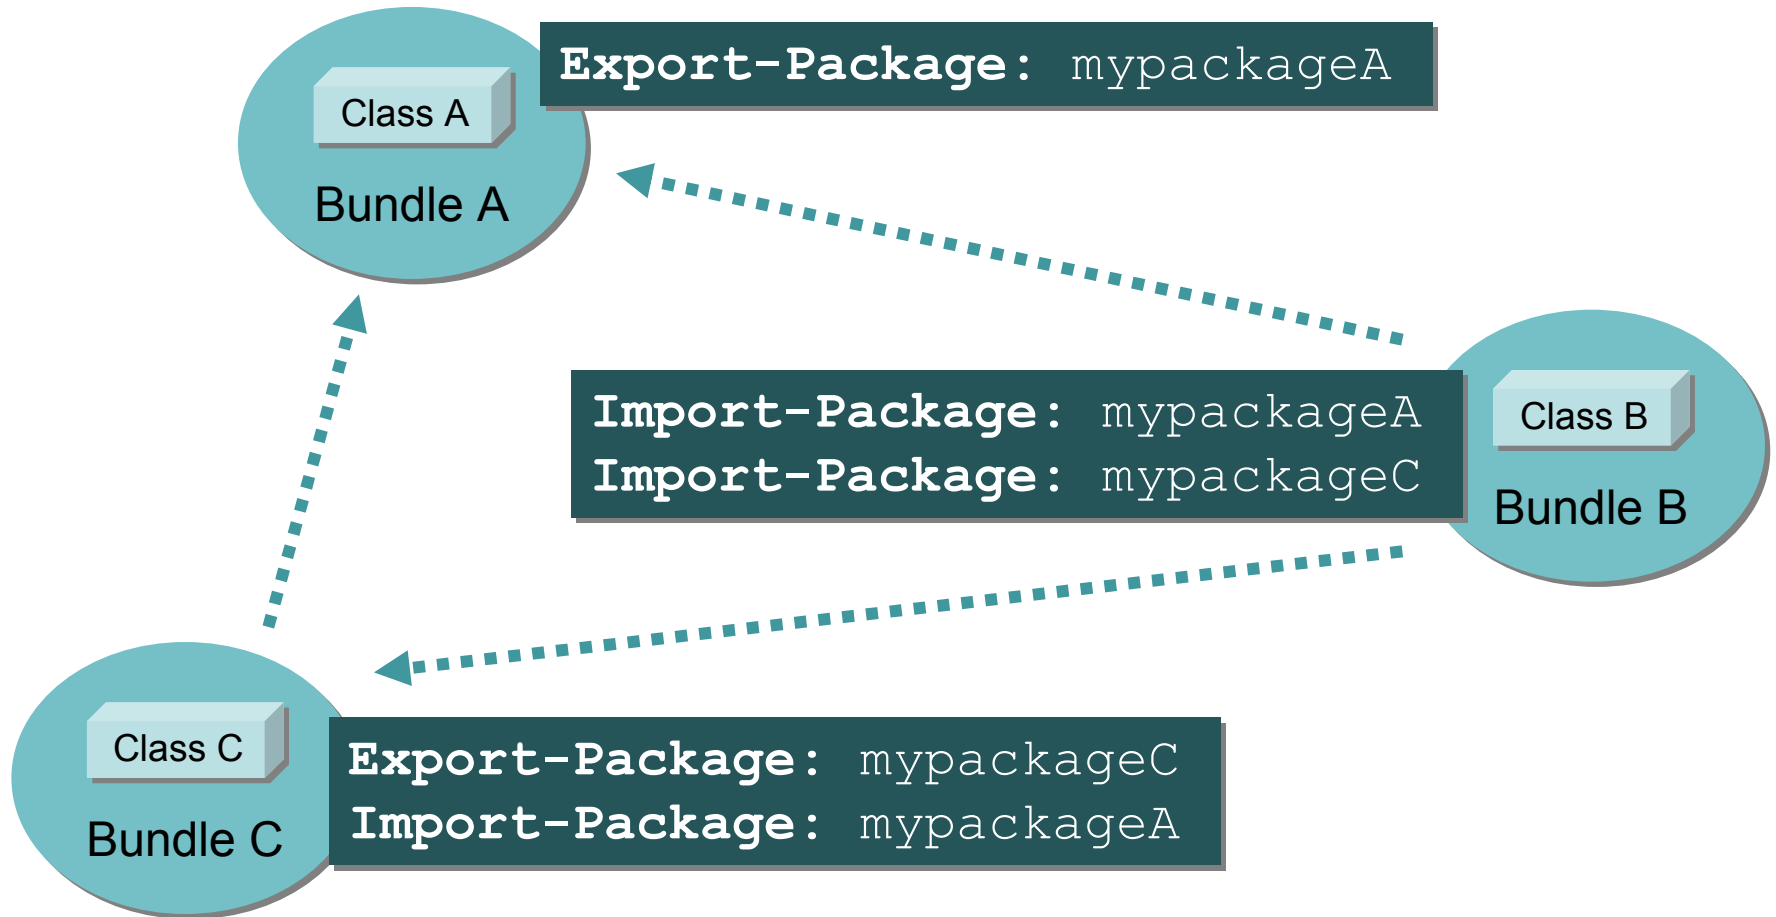 Export-Package: mypackageA
Class A
Bundle A
Import-Package: mypackageA
Import-Package: mypackageC
Class B
Bundle B
Class C
Bundle C
Export-Package: mypackageC
Import-Package: mypackageA